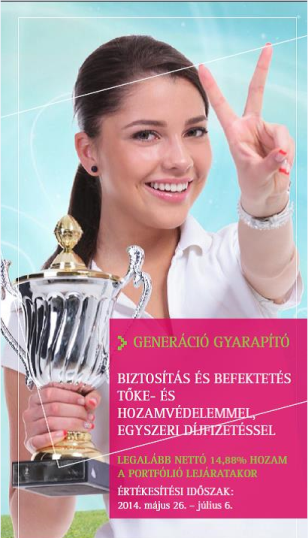 GENERÁCIÓ GYARAPÍTÓ
BIZTOSÍTÁS ÉS BEFEKTETÉS
TŐKE- ÉS
HOZAMVÉDELEMMEL,
EGYSZERI DÍJFIZETÉSSEL
LEGALÁBB NETTÓ 14,88% HOZAM
A PORTFÓLIÓ LEJÁRATAKOR
ÉRTÉKESÍTÉSI IDŐSZAK:
2014. május 26. – július 6.